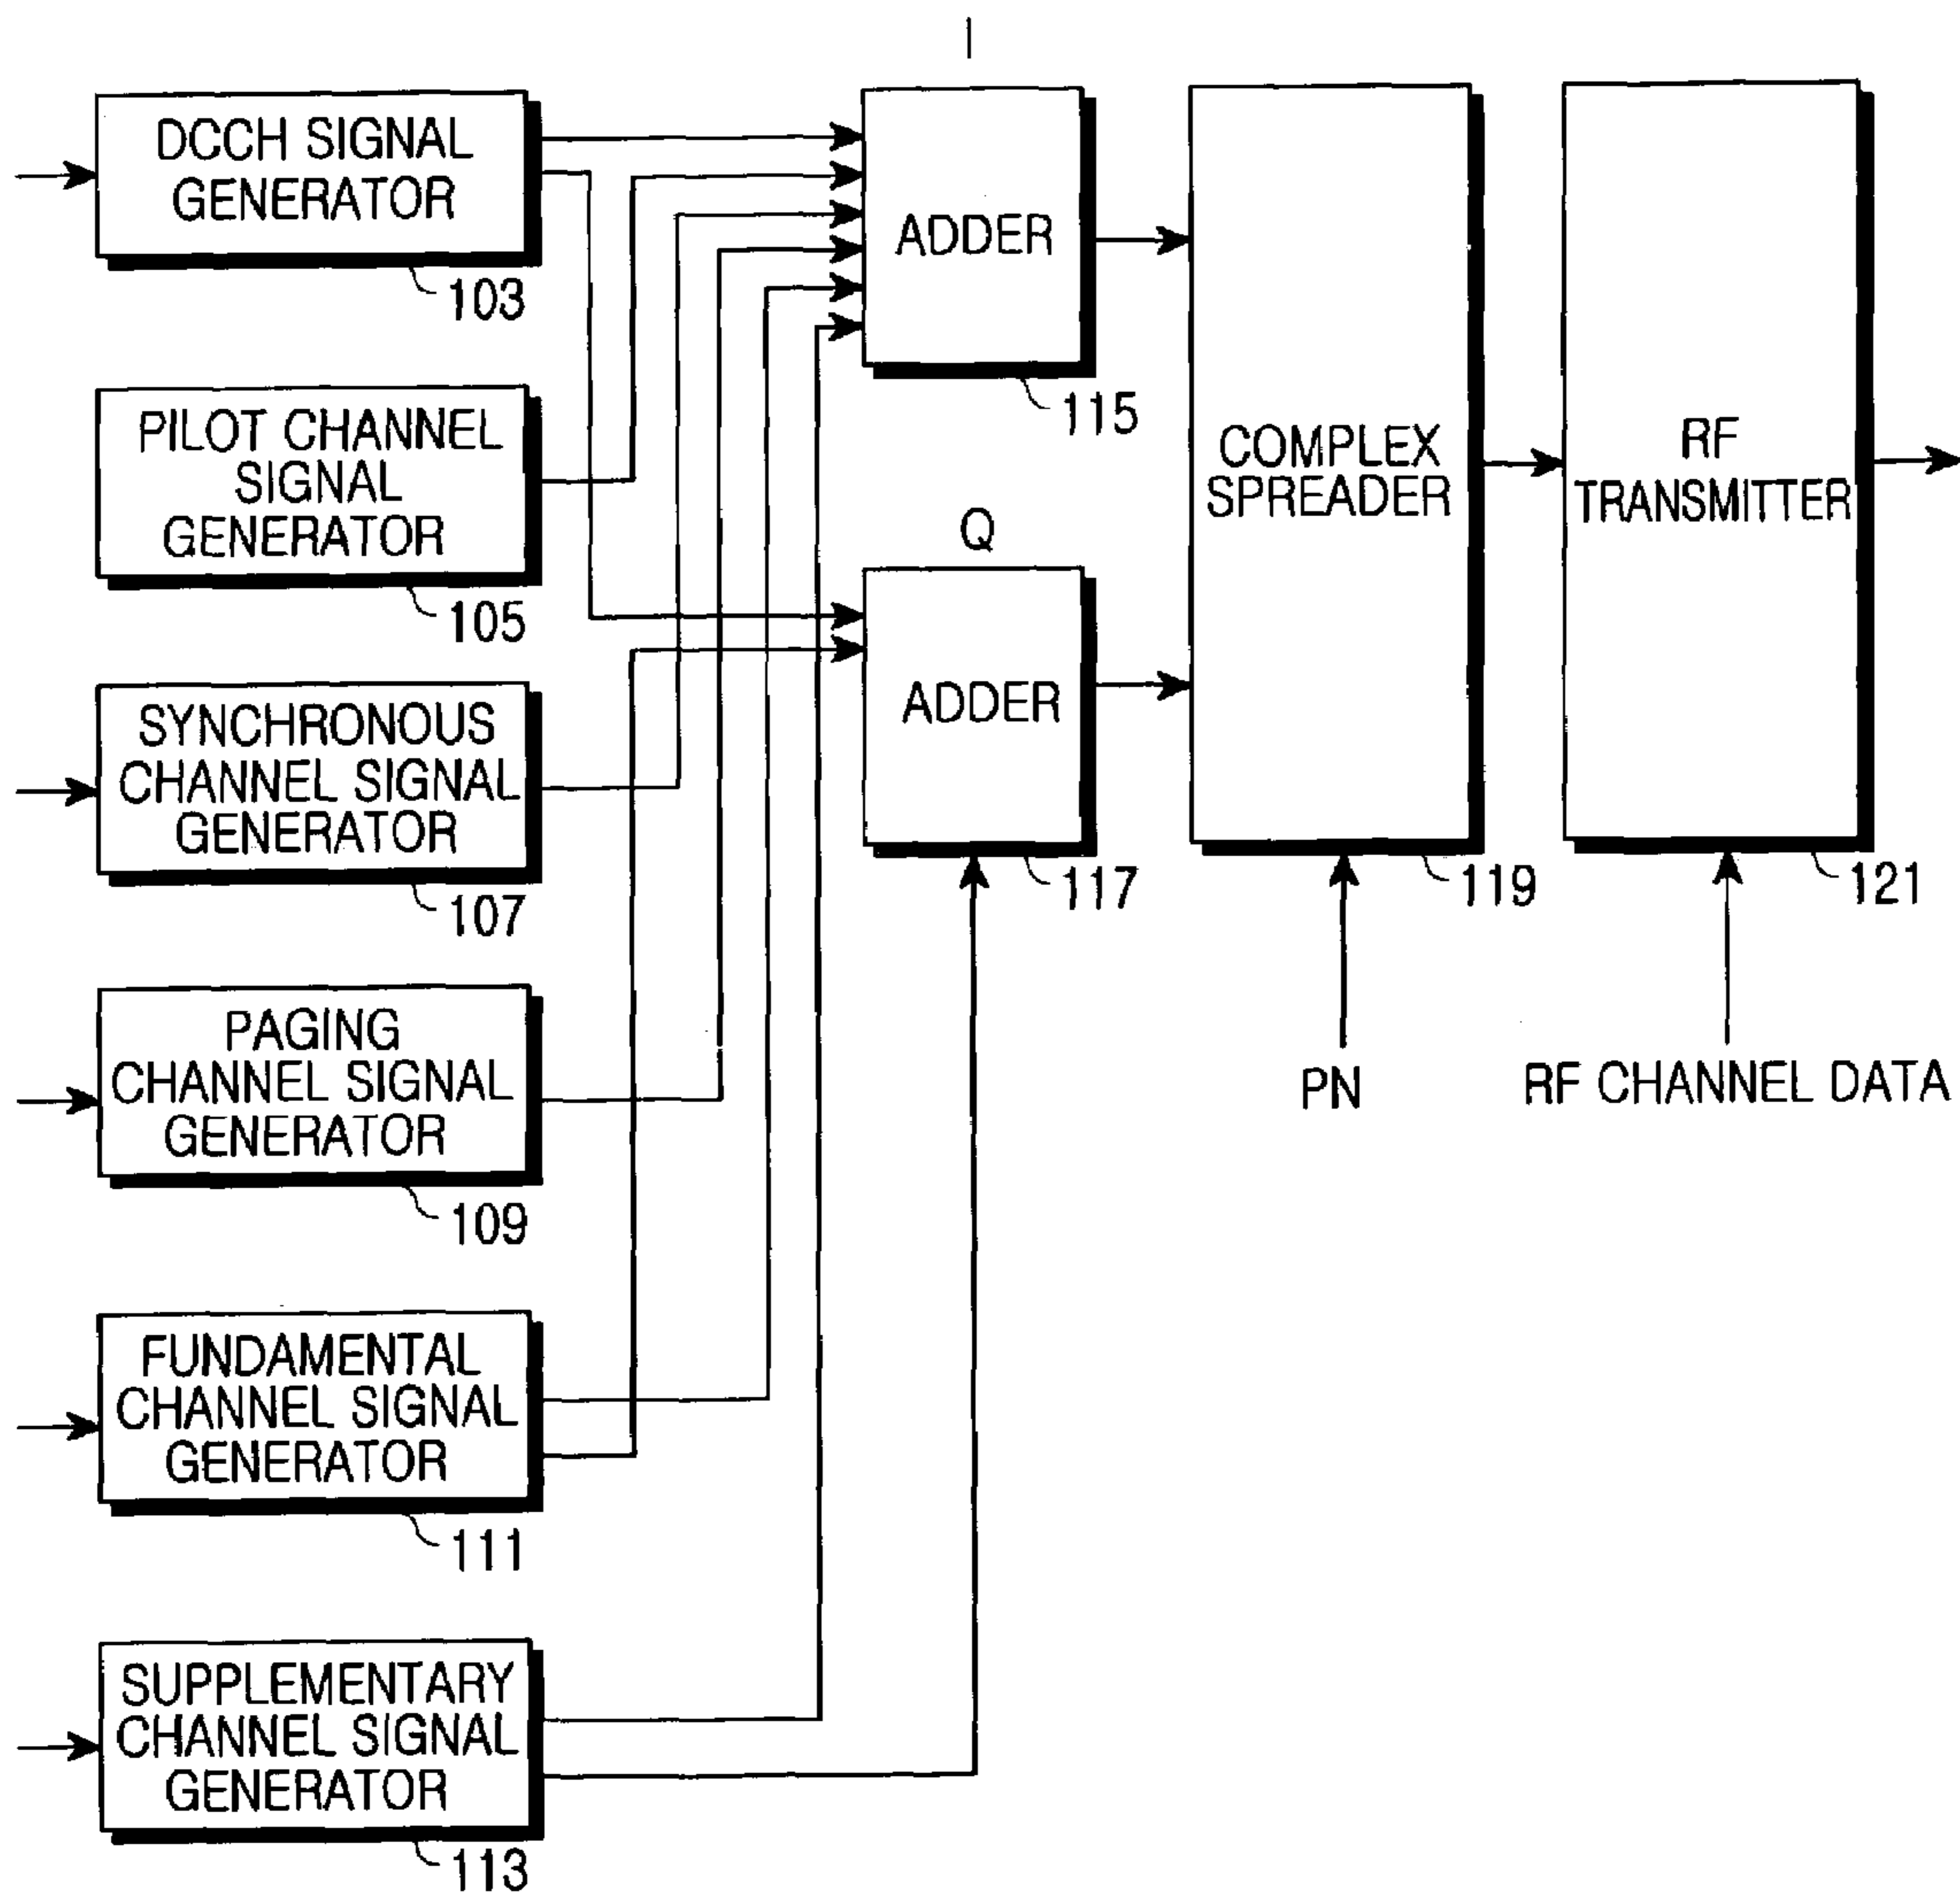 I
DCCH SIGNAL
GENERATOR
103
PILOT CHANNEL
SIGNAL
GENERATOR
105
SYNCHRONOUS
CHANNEL SIGNAL
GENERATOR
107
PAGING
CHANNEL SIGNAL
GENERATOR
109
FUNDAMENTAL
CHANNEL SIGNAL
GENERATOR
111
SUPPLEMENTARY
CHANNEL SIGNAL
GENERATOR
113
ADDER
115
Q
ADDER
117
COMPLEX
SPREADER
119
PN
RF
TRANSMITTER
121
RF CHANNEL DATA